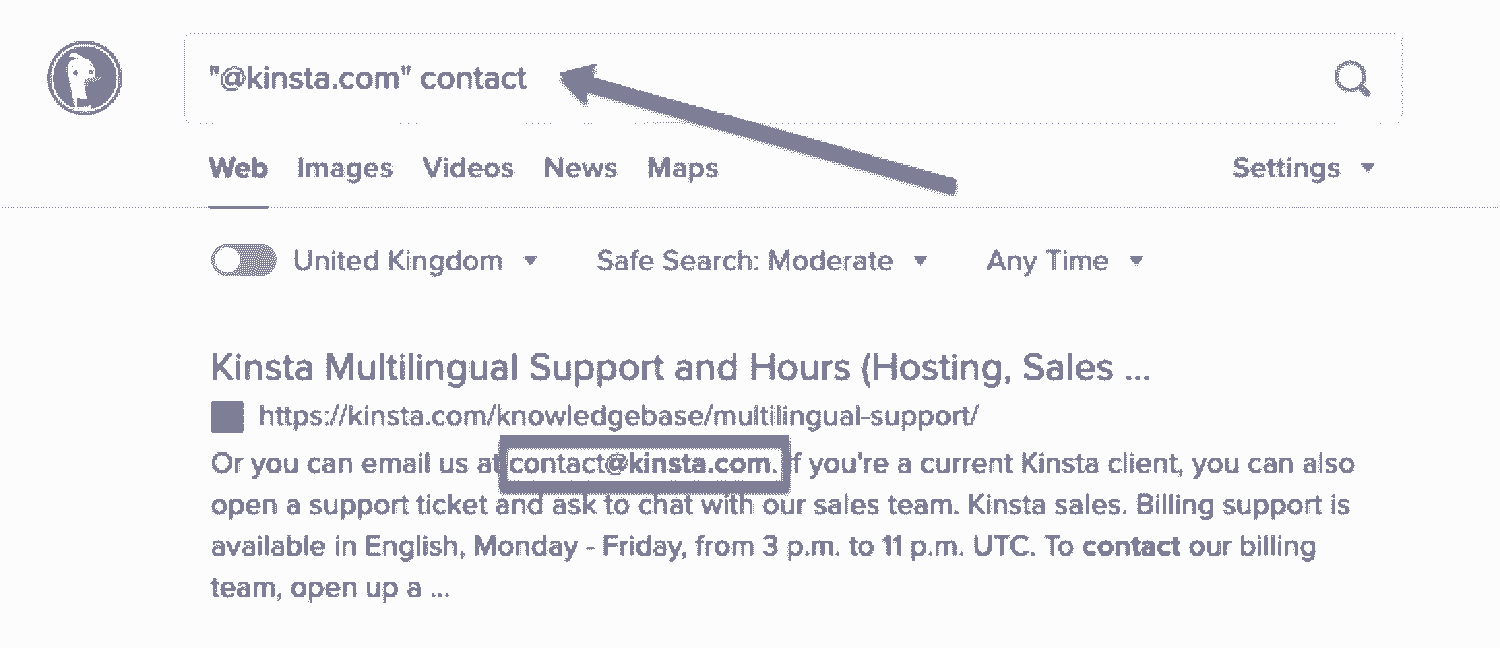 "@kinsta.com" contact
Web Images Videos News Maps Settings
United Kingdom Safe Search: Moderate Any Time
Kinsta Multilingual Support and Hours (Hosting, Sales ...
https://kinsta.com/knowledgebase/multilingual-support/
Or you can email us at contact@kinsta.com. If you're a current Kinsta client, you can also
open a support ticket and ask to chat with our sales team. Kinsta sales. Billing support is
available in English, Monday - Friday, from 3 p.m. to 11 p.m. UTC. To contact our billing
team, open up a ...